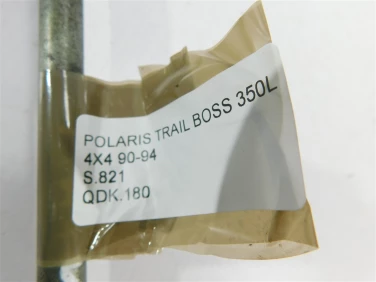 POLARIS TRAIL BOSS 350L
4X4 90-94
S.821
QDK.180